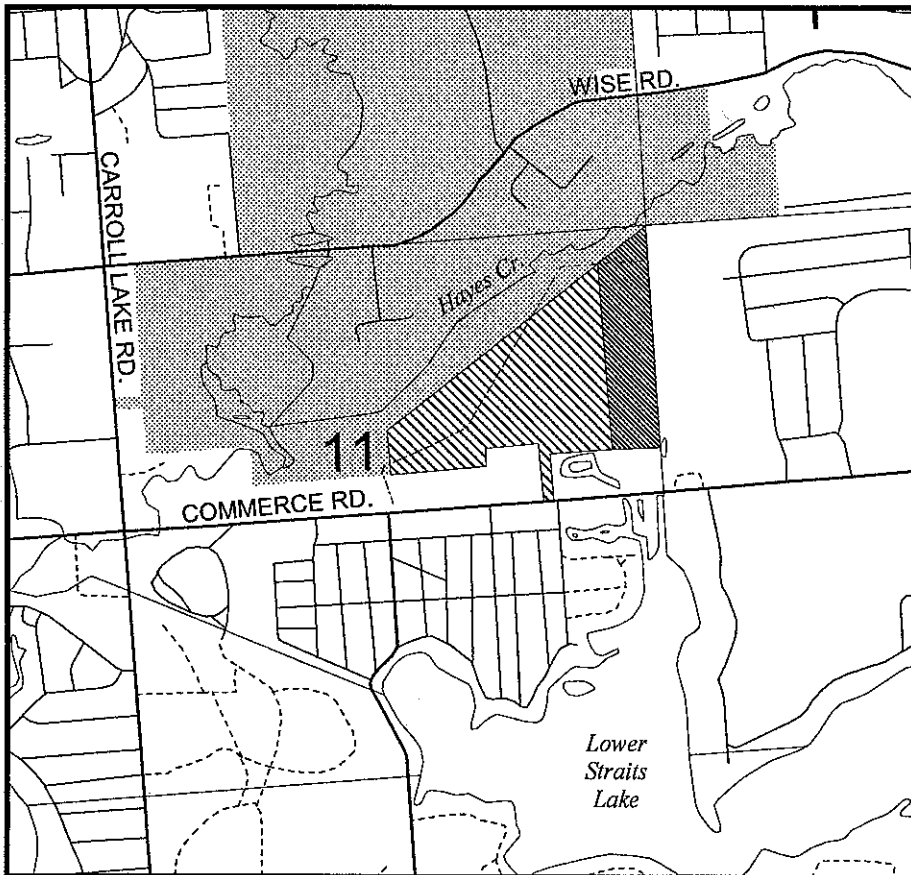 WISE RD.
CARROLL LAKE RD.
Hayes Cr.
11
COMMERCE RD.
Lower
Straits
Lake